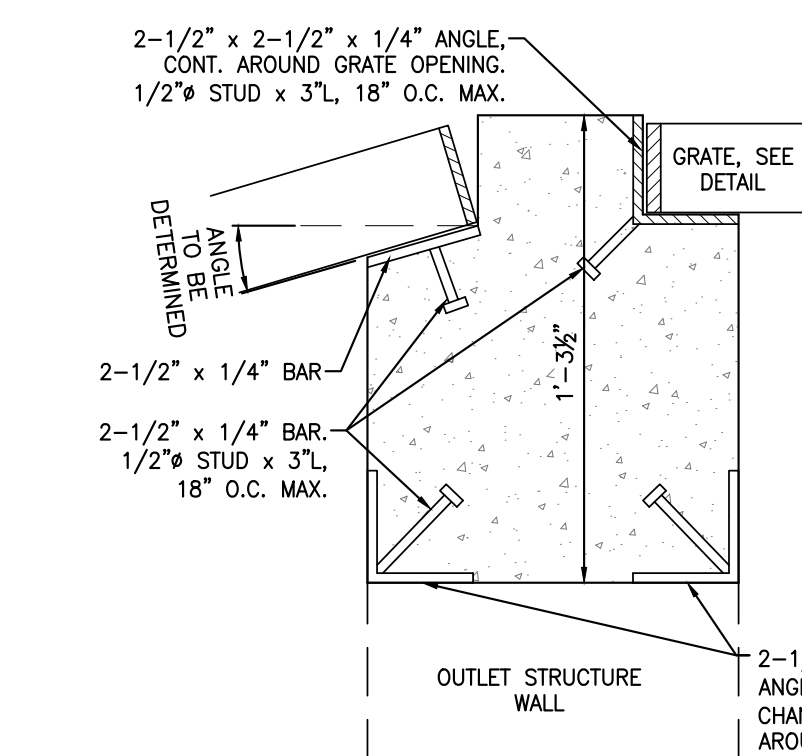 2-1/2" x 2-1/2" x 1/4" ANGLE,
CONT. AROUND GRATE OPENING.
1/2"ø STUD x 3"L, 18" O.C. MAX.
GRATE, SEE
DETAIL
ANGLE
TO BE
DETERMINED
1'-3½"
2-1/2" x 1/4" BAR
2-1/2" x 1/4" BAR.
1/2"ø STUD x 3"L,
18" O.C. MAX.
OUTLET STRUCTURE
WALL